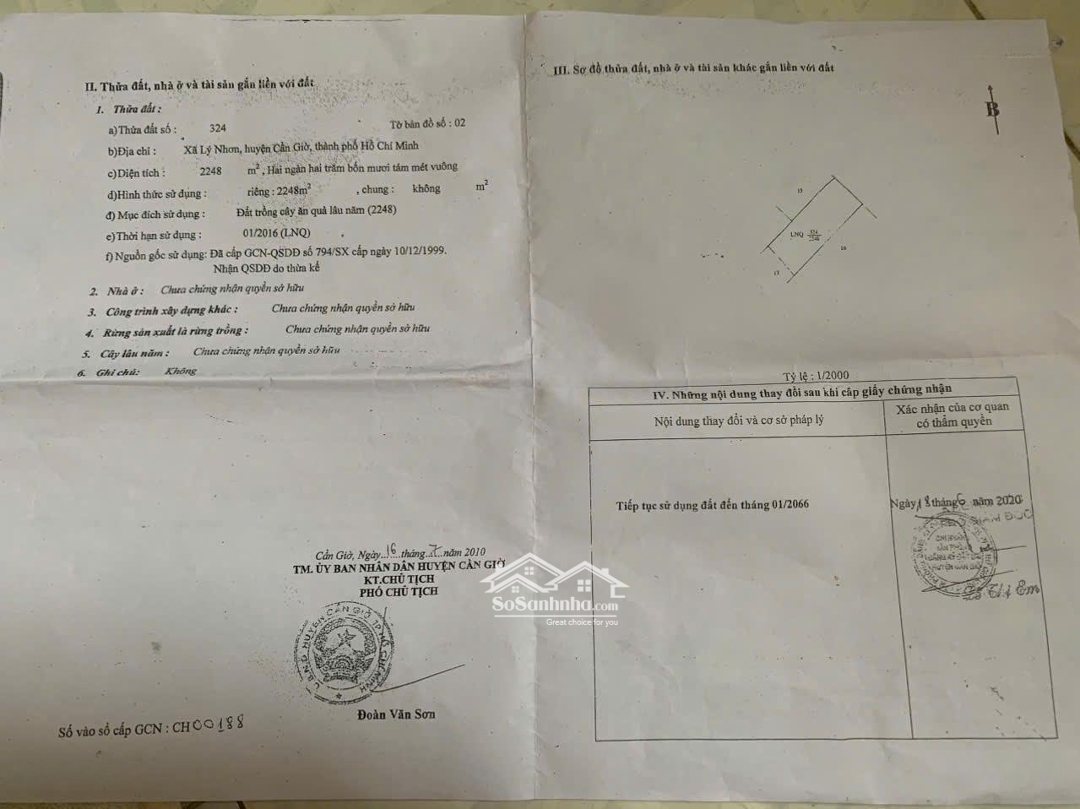 II. Thửa đất, nhà ở và tài sản gắn liền với đất
1. Thửa đất :
a)Thửa đất số : 324 Tờ bản đồ số : 02
b)Địa chỉ : Xã Lý Nhơn, huyện Cần Giờ, thành phố Hồ Chí Minh
c)Diện tích : 2248 m², Hai ngàn hai trăm bốn mươi tám mét vuông
d)Hình thức sử dụng : riêng : 2248m² , chung : không m²
đ) Mục đích sử dụng : Đất trồng cây ăn quả lâu năm (2248)
e)Thời hạn sử dụng : 01/2016 (LNQ)
f) Nguồn gốc sử dụng: Đã cấp GCN-QSDĐ số 794/SX cấp ngày 10/12/1999.
Nhận QSDĐ do thừa kế
2. Nhà ở : Chưa chứng nhận quyền sở hữu
3. Công trình xây dựng khác : Chưa chứng nhận quyền sở hữu
4. Rừng sản xuất là rừng trồng : Chưa chứng nhận quyền sở hữu
5. Cây lâu năm : Chưa chứng nhận quyền sở hữu
6. Ghi chú: Không
Cần Giờ, Ngày..16..tháng..7..năm 2010
TM. ỦY BAN NHÂN DÂN HUYỆN CẦN GIỜ
KT.CHỦ TỊCH
PHÓ CHỦ TỊCH
U.B.N.D HUYỆN CẦN GIỜ TP HỒ CHÍ MINH
Đoàn Văn Sơn
Số vào sổ cấp GCN : CH00188
III. Sơ đồ thửa đất, nhà ở và tài sản khác gắn liền với đất
B
LNQ
Tỷ lệ : 1/2000
IV. Những nội dung thay đổi sau khi cấp giấy chứng nhận
Nội dung thay đổi và cơ sở pháp lý
Xác nhận của cơ quan
có thẩm quyền
Tiếp tục sử dụng đất đến tháng 01/2066
Ngày 18 tháng 6 năm 2020
GIÁM ĐỐC
SoSanhnha.com
Great choice for you